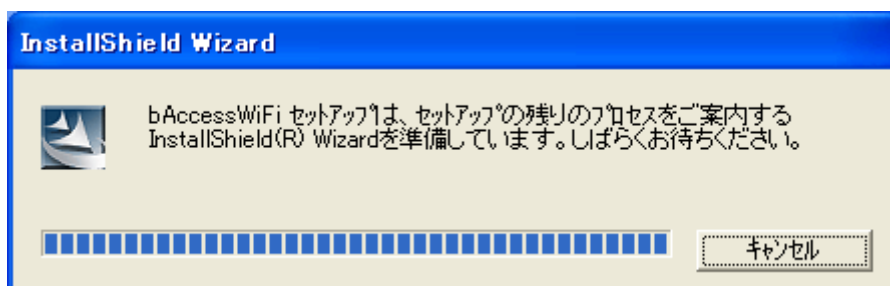 InstallShield Wizard
bAccessWiFi セットアップは、セットアップの残りのプロセスをご案内する
InstallShield(R) Wizardを準備しています。しばらくお待ちください。
キャンセル